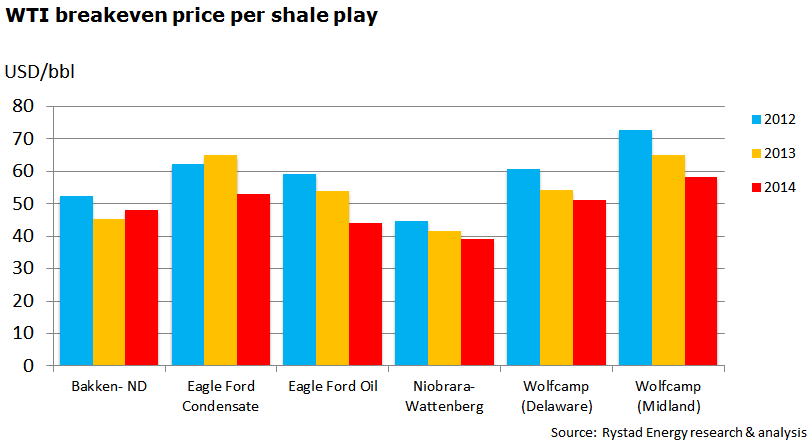 WTI breakeven price per shale play
USD/bbl
80
70
60
50
40
30
20
10
0
2012
2013
2014
Bakken- ND
Eagle Ford
Condensate
Eagle Ford Oil
Niobrara-
Wattenberg
Wolfcamp
(Delaware)
Wolfcamp
(Midland)
Source: Rystad Energy research & analysis